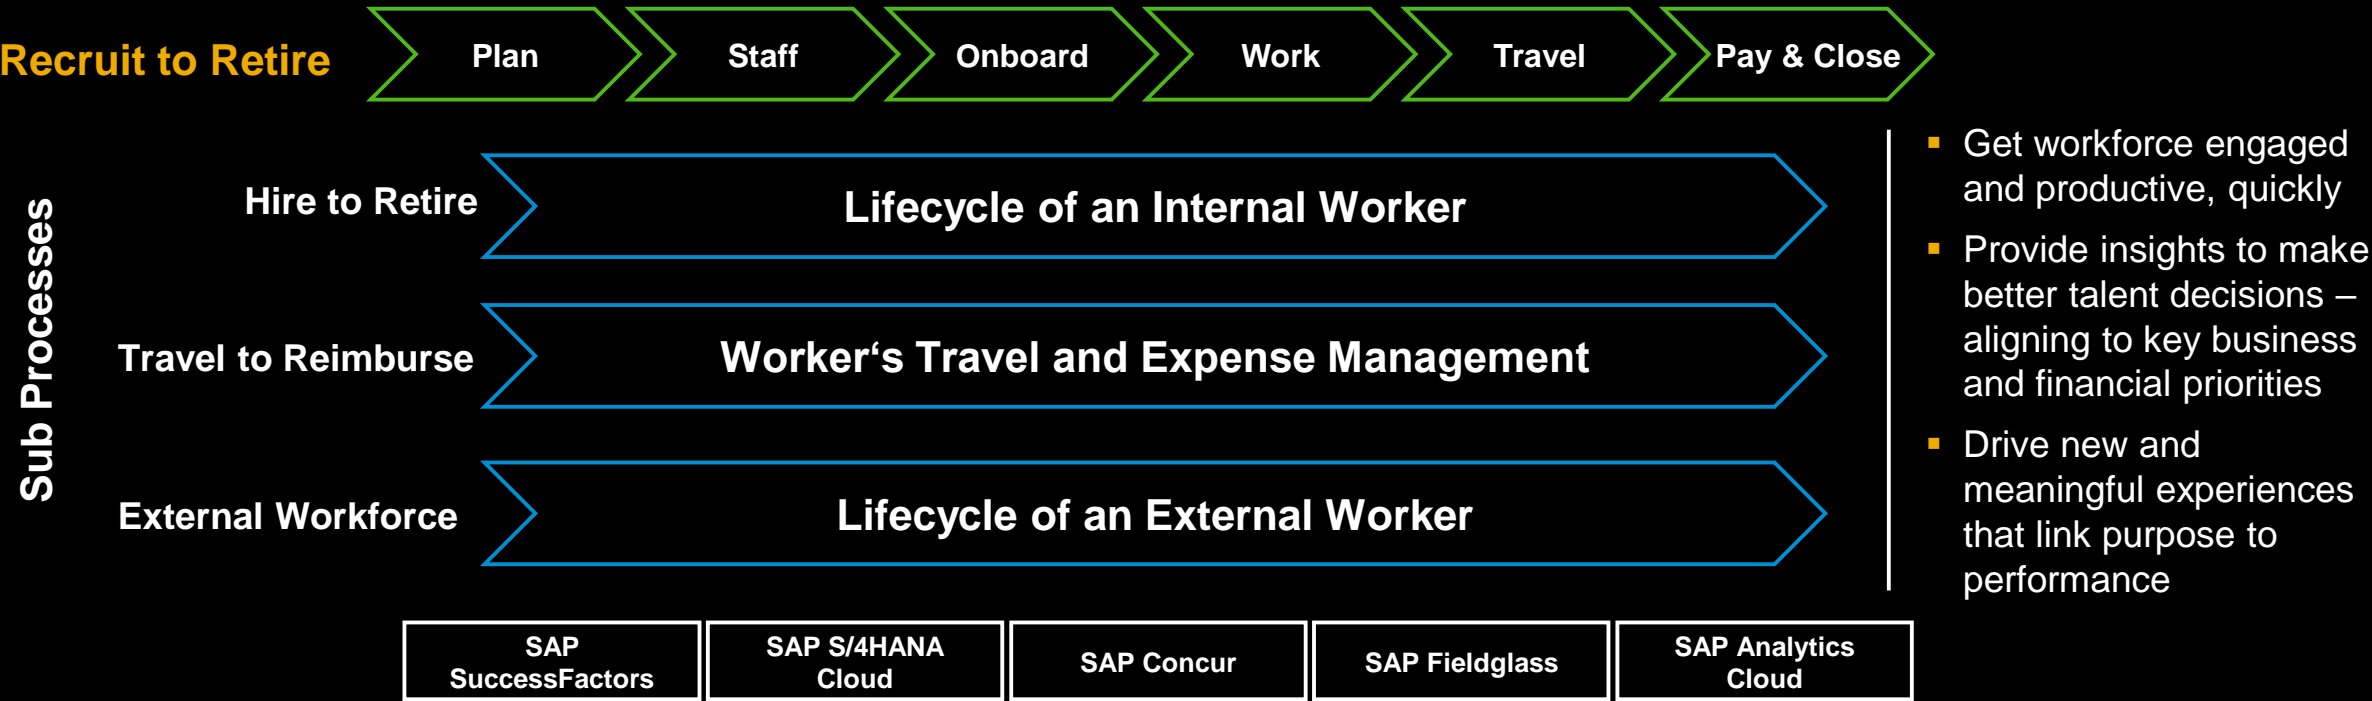 Recruit to Retire
Plan
Staff
Onboard
Work
Travel
Pay & Close
Sub Processes
Hire to Retire
Lifecycle of an Internal Worker
Travel to Reimburse
Worker‘s Travel and Expense Management
External Workforce
Lifecycle of an External Worker
▪ Get workforce engaged
and productive, quickly
▪ Provide insights to make
better talent decisions –
aligning to key business
and financial priorities
▪ Drive new and
meaningful experiences
that link purpose to
performance
SAP
SuccessFactors
SAP S/4HANA
Cloud
SAP Concur
SAP Fieldglass
SAP Analytics
Cloud